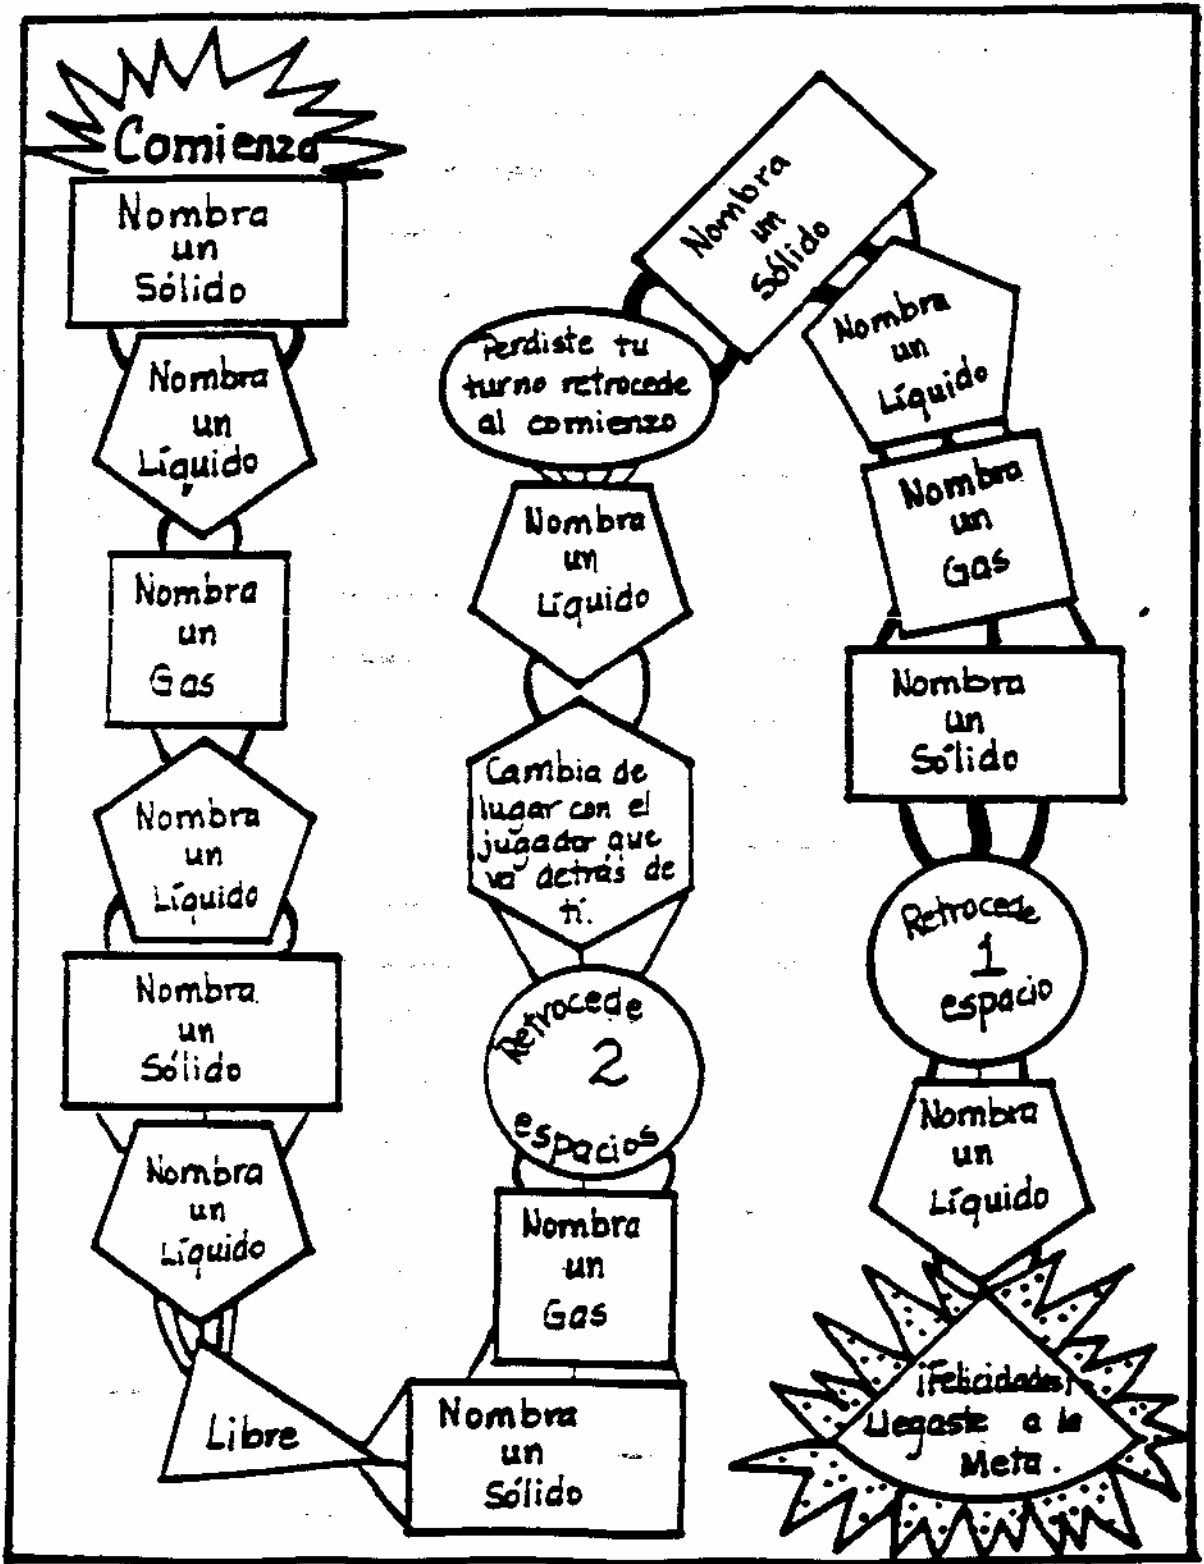 Comienza
Nombra
un
Sólido
Nombra
un
Líquido
Nombra
un
Gas
Nombra
un
Líquido
Nombra
un
Sólido
Nombra
un
Líquido
Libre
Nombra
un
Sólido
Nombra
un
Gas
Retrocede
2
espacios
Cambia de
lugar con el
jugador que
va detrás de
tí.
Nombra
un
Líquido
Perdiste tu
turno retrocede
al comienzo
Nombra
un
Sólido
Nombra
un
Líquido
Nombra
un
Gas
Nombra
un
Sólido
Retrocede
1
espacio
Nombra
un
Líquido
¡Felicidades!
Llegaste a la
Meta.